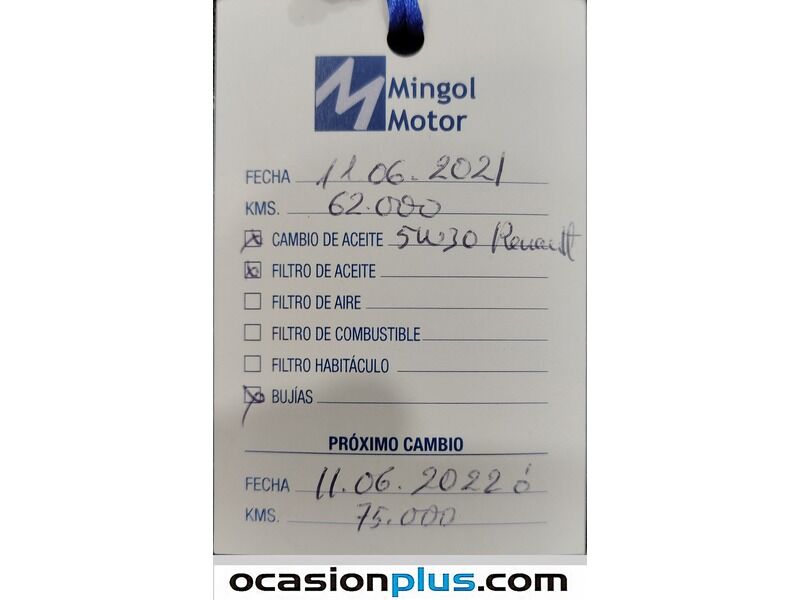 Mingol
Motor
FECHA 11.06.2021
KMS. 62.000
CAMBIO DE ACEITE 5W30 Renault
FILTRO DE ACEITE
FILTRO DE AIRE
FILTRO DE COMBUSTIBLE
FILTRO HABITÁCULO
BUJÍAS
PRÓXIMO CAMBIO
FECHA 11.06.2022 ó
KMS. 75.000
ocasionplus.com